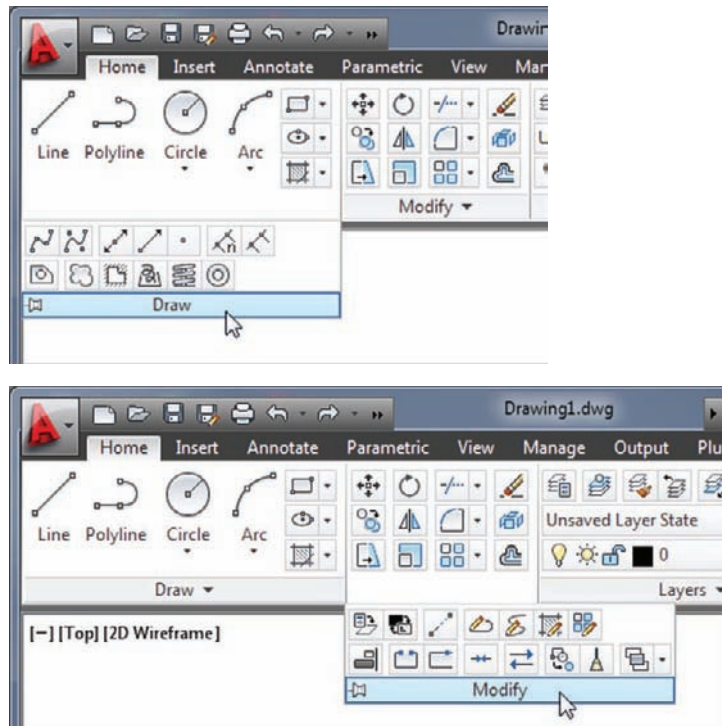 Drawin
Home Insert Annotate Parametric View Man
Line Polyline Circle Arc
Modify
Draw
Drawing1.dwg
Home Insert Annotate Parametric View Manage Output Plu
Line Polyline Circle Arc
Unsaved Layer State
0
Draw
Layers
[−] [Top] [2D Wireframe]
Modify